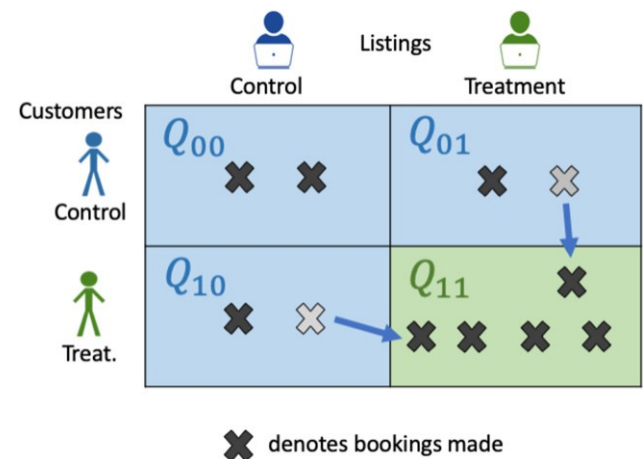 Listings
Control Treatment
Customers
Q00 Q01
Control
Q10 Q11
Treat.
denotes bookings made